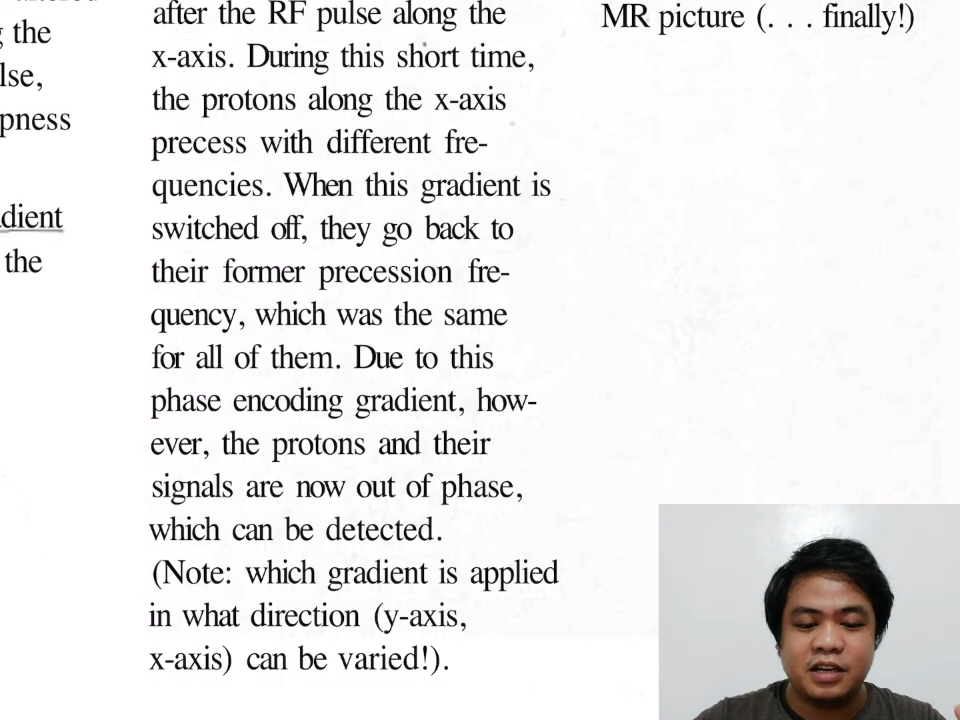 g the
lse,
pness
dient
the
after the RF pulse along the
x-axis. During this short time,
the protons along the x-axis
precess with different fre-
quencies. When this gradient is
switched off, they go back to
their former precession fre-
quency, which was the same
for all of them. Due to this
phase encoding gradient, how-
ever, the protons and their
signals are now out of phase,
which can be detected.
(Note: which gradient is applied
in what direction (y-axis,
x-axis) can be varied!).
MR picture (. . . finally!)